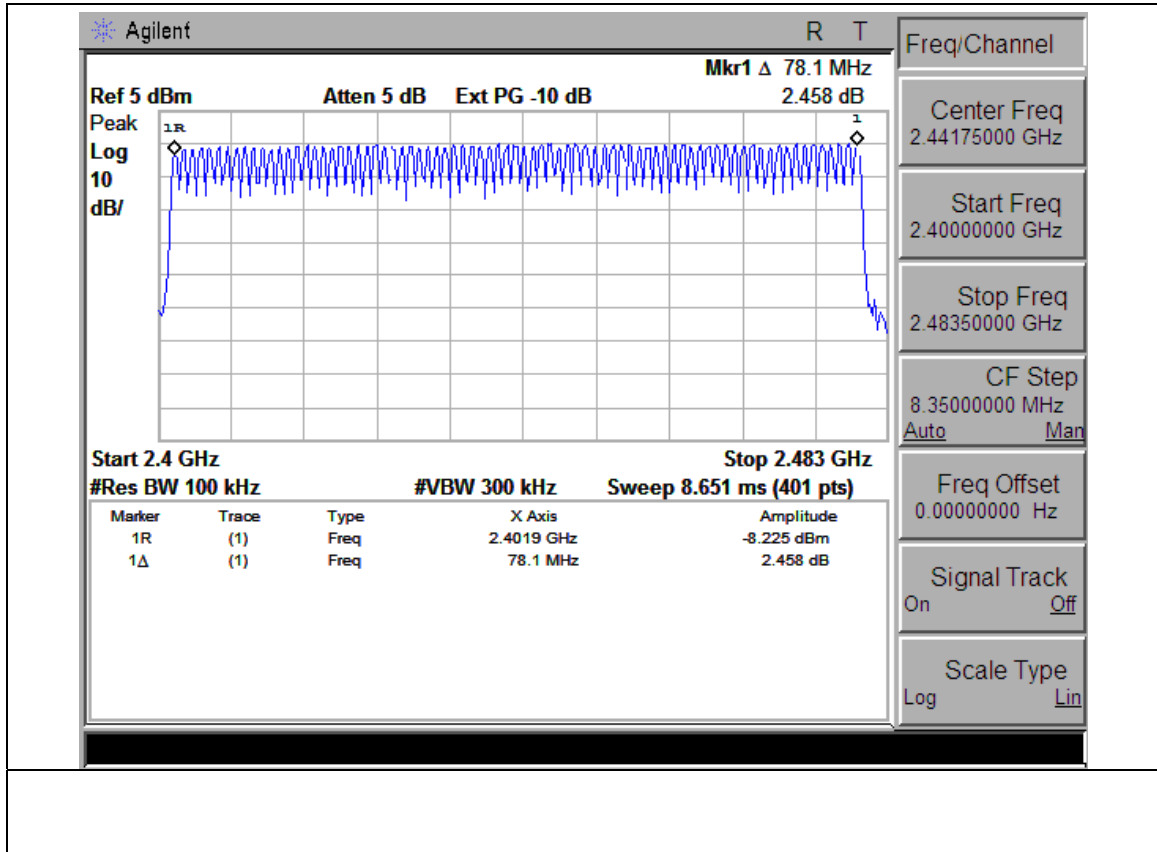 Agilent R T
Mkr1 Δ 78.1 MHz
Ref 5 dBm Atten 5 dB Ext PG -10 dB 2.458 dB
Peak
Log
10
dB/
1R
1
Start 2.4 GHz Stop 2.483 GHz
#Res BW 100 kHz #VBW 300 kHz Sweep 8.651 ms (401 pts)
Marker Trace Type X Axis Amplitude
1R (1) Freq 2.4019 GHz -8.225 dBm
1Δ (1) Freq 78.1 MHz 2.458 dB
Freq/Channel
Center Freq
2.44175000 GHz
Start Freq
2.40000000 GHz
Stop Freq
2.48350000 GHz
CF Step
8.35000000 MHz
Auto Man
Freq Offset
0.00000000 Hz
Signal Track
On Off
Scale Type
Log Lin